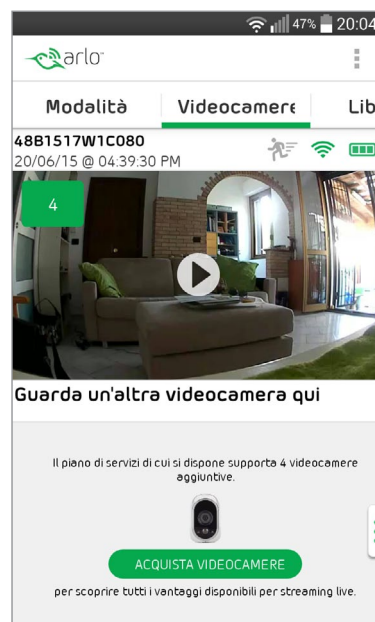 47% 20:04
arlo
Modalità Videocamere Lib
48B1517W1C080
20/06/15 @ 04:39:30 PM
4
Guarda un'altra videocamera qui
Il piano di servizi di cui si dispone supporta 4 videocamere
aggiuntive.
ACQUISTA VIDEOCAMERE
per scoprire tutti i vantaggi disponibili per streaming live.